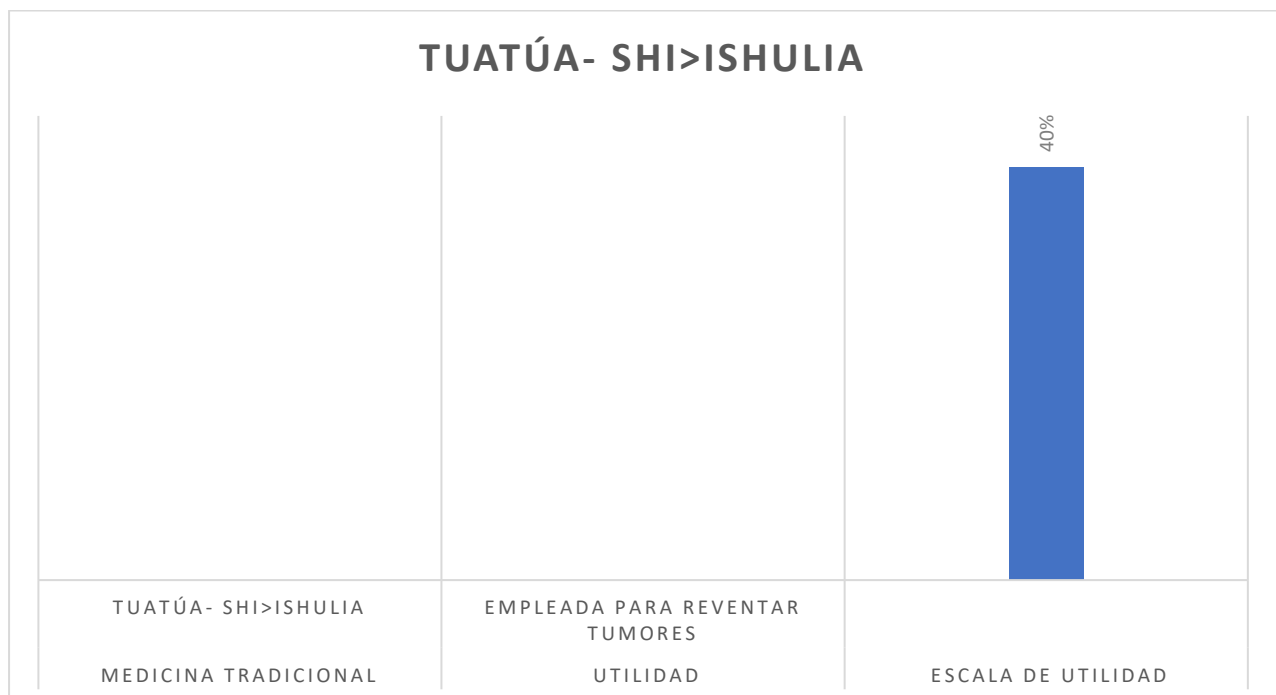 TUATÚA- SHI>ISHULIA
40%
TUATÚA- SHI>ISHULIA
EMPLEADA PARA REVENTAR
TUMORES
MEDICINA TRADICIONAL
UTILIDAD
ESCALA DE UTILIDAD